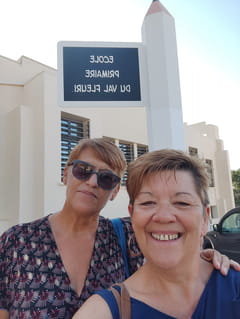 ECOLE
PRIMAIRE
DU VAL FLEURI